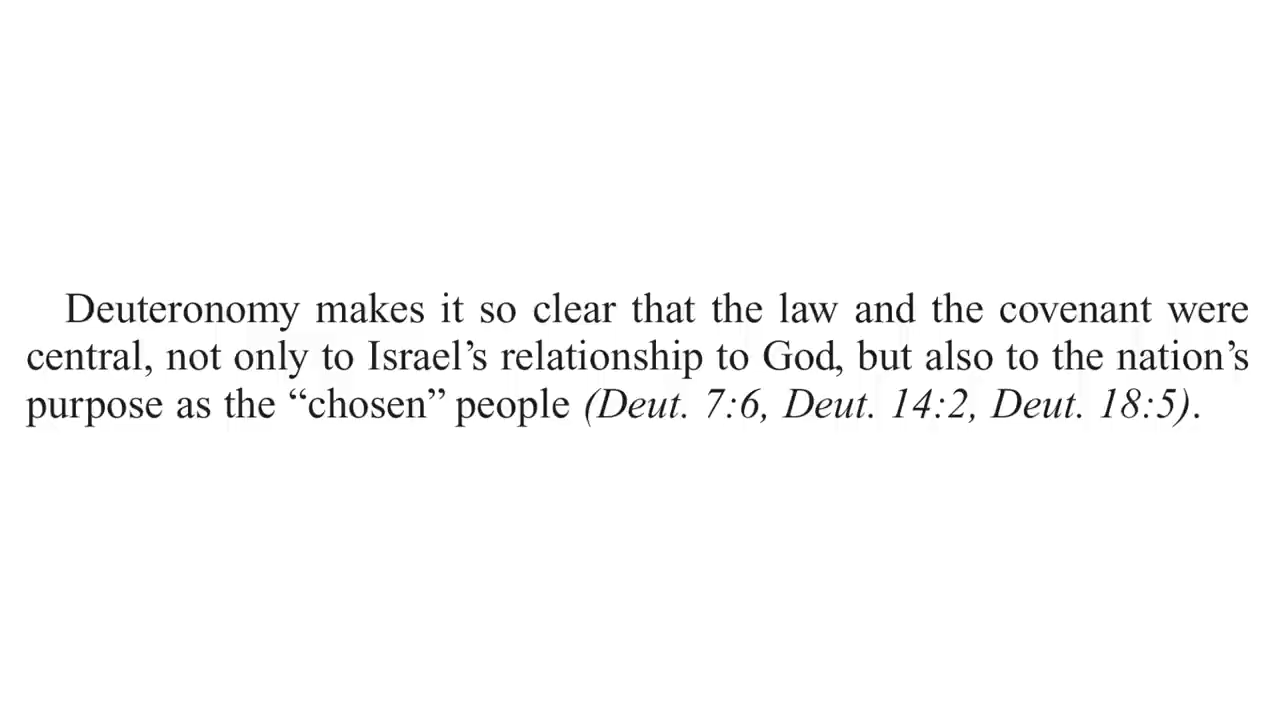 Deuteronomy makes it so clear that the law and the covenant were
central, not only to Israel’s relationship to God, but also to the nation’s
purpose as the “chosen” people (Deut. 7:6, Deut. 14:2, Deut. 18:5).